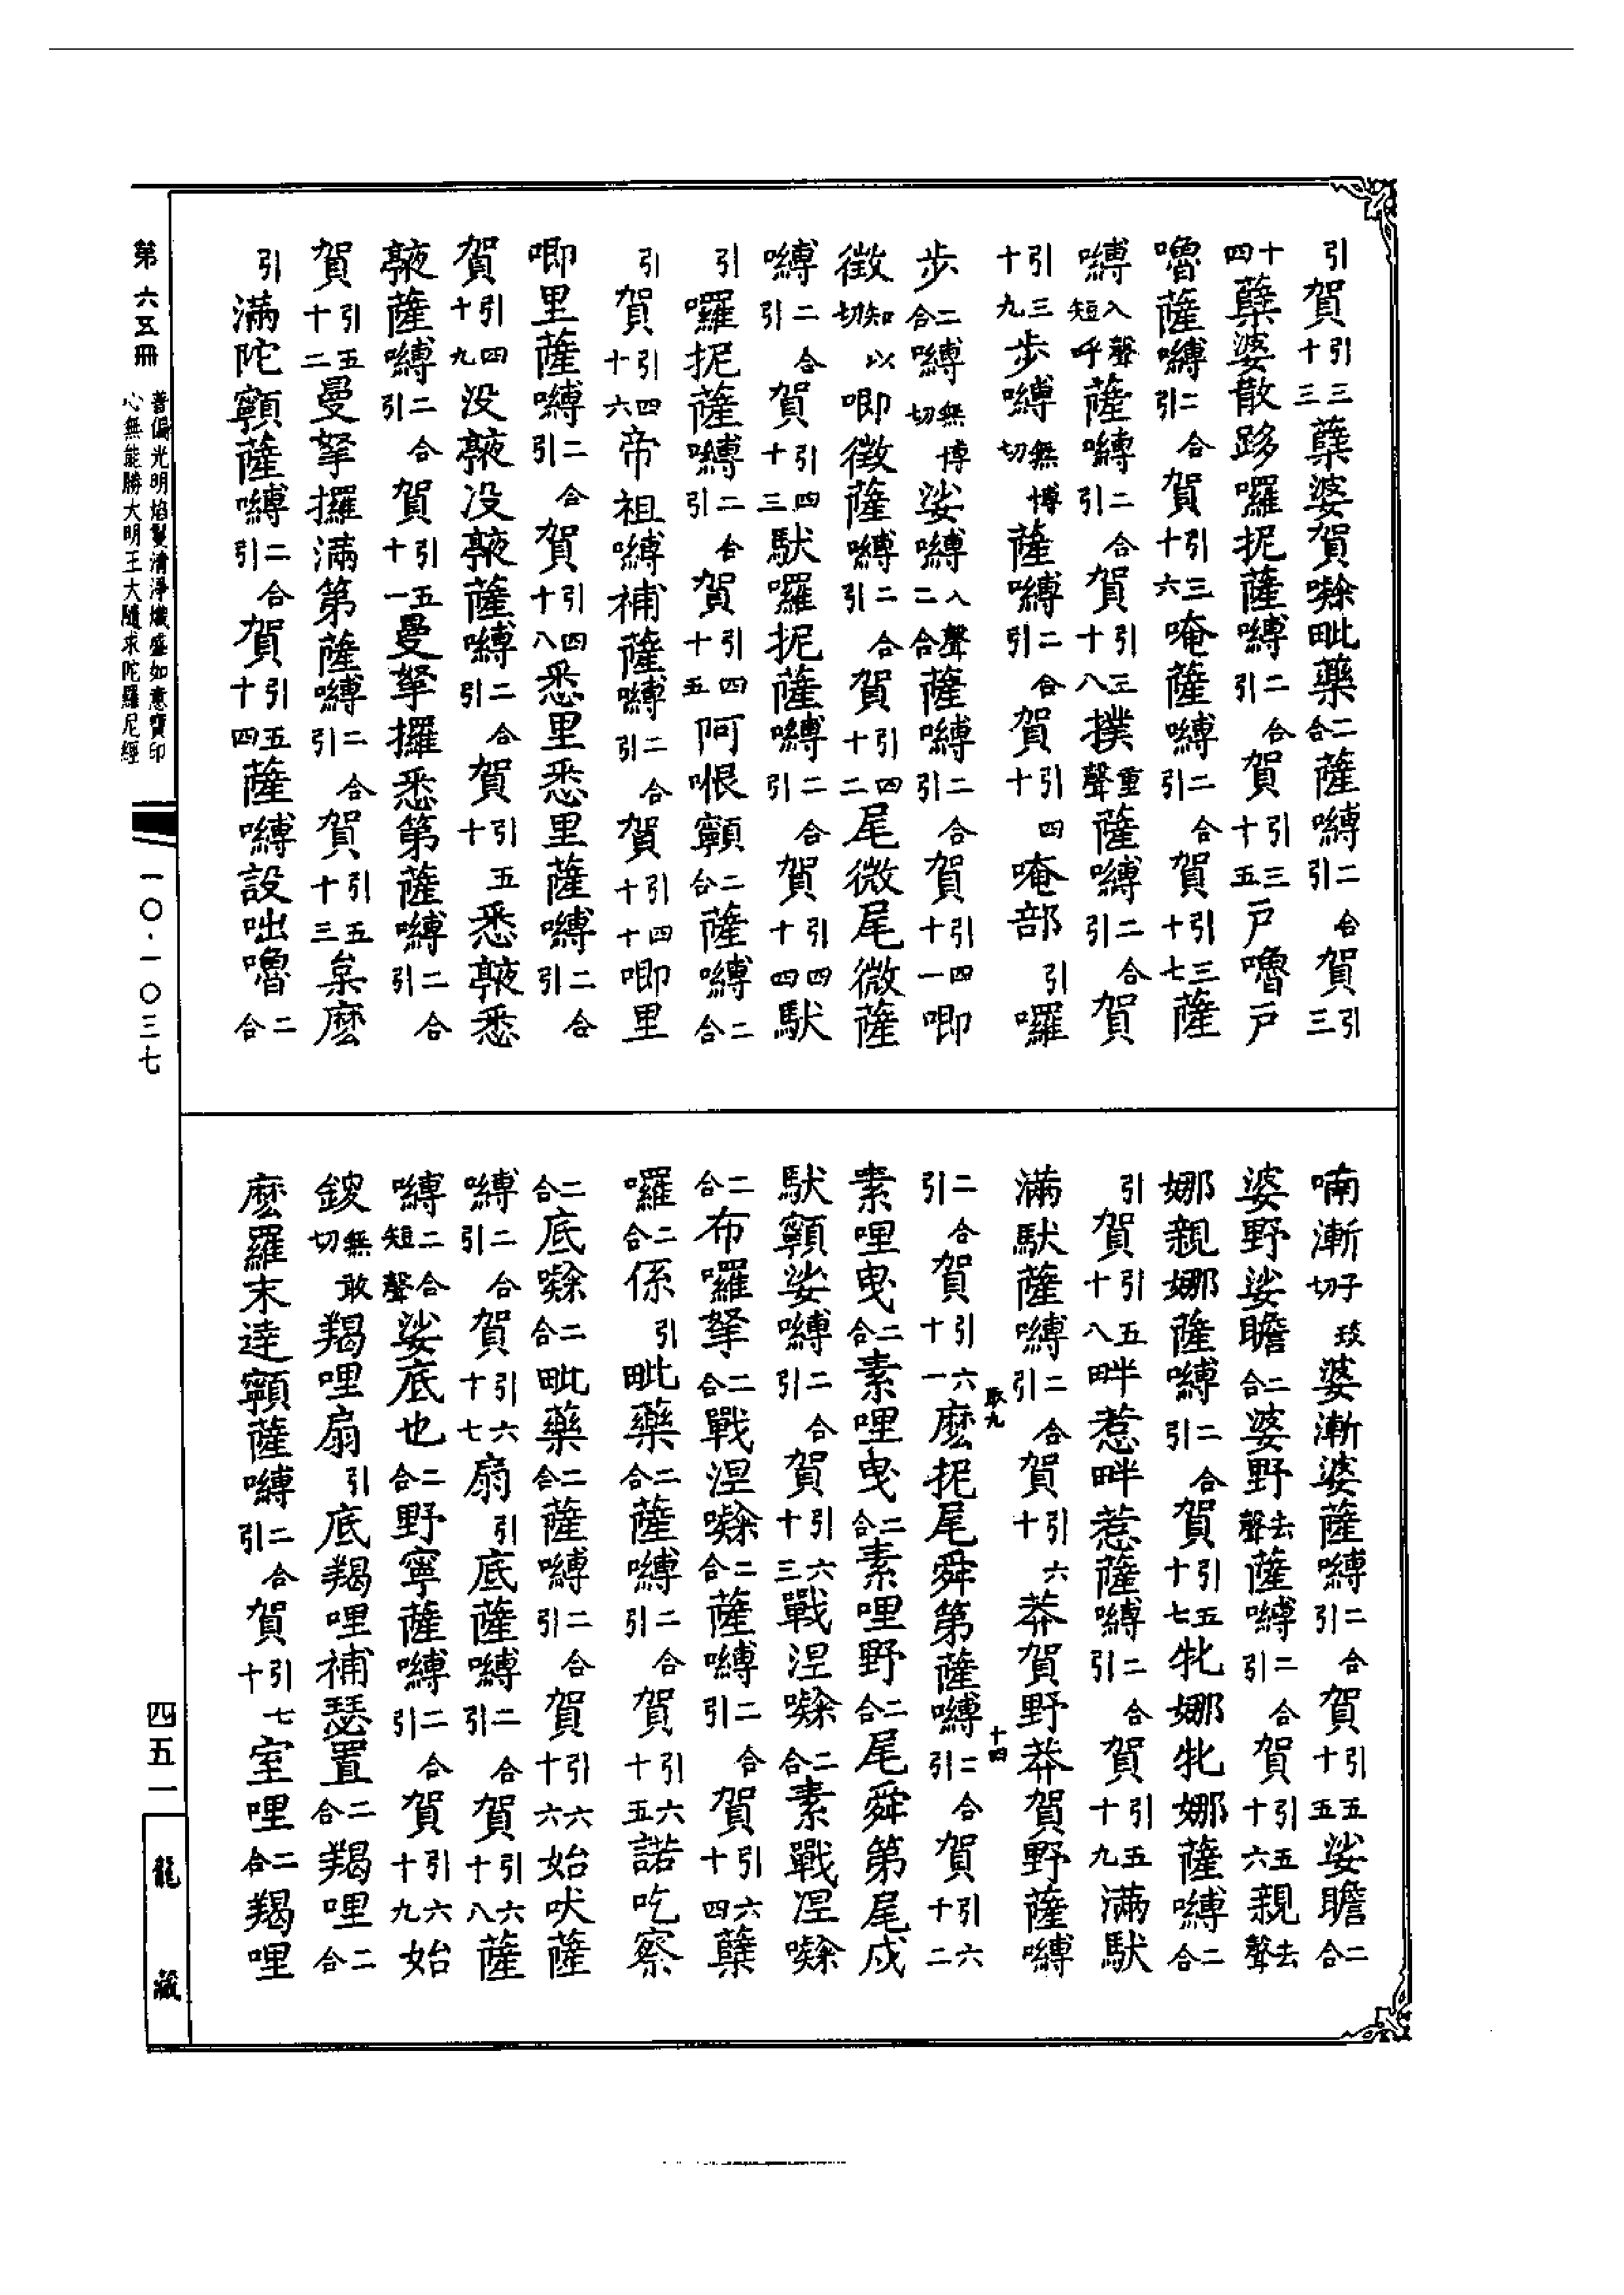 引賀引三十三蘖婆賀㘑毗藥二合薩嚩二合引賀引三
十四蘖婆散跢囉抳薩嚩二合引賀引三十五戶嚕戶
嚕薩嚩二合引賀引三十六唵薩嚩二合引賀引三十七薩
嚩入聲短呼薩嚩二合引賀引三十八撲重聲薩嚩二合引賀
引三十九步嚩無博切薩嚩二合引賀引四十唵部引囉
步二合嚩無博切娑嚩入聲二合薩嚩二合引賀引四十一唧
徵知以切唧徵薩嚩二合引賀引四十二尾微尾微薩
嚩二合引賀引四十三馱囉抳薩嚩二合引賀引四十四馱
引囉抳薩嚩二合引賀引四十五阿哏𩕳二合薩嚩二合
引賀引四十六帝祖嚩補薩嚩二合引賀引四十十唧里
唧里薩嚩二合引賀引四十八悉里悉里薩嚩二合引
賀引四十九没𠆙没𠆙薩嚩二合引賀引五十悉𠆙悉
𠆙薩嚩二合引賀引五十一曼拏攞悉第薩嚩二合引
賀引五十二曼拏攞滿第薩嚩二合引賀引五十三枲麼
引滿陀𩕳薩嚩二合引賀引五十四薩嚩設咄嚕二合
喃漸子琰切婆漸婆薩嚩二合引賀引五十五娑瞻二合
婆野娑瞻二合婆野去聲薩嚩二合引賀引五十六親去聲
娜親娜薩嚩二合引賀引五十七牝娜牝娜薩嚩二合
引賀引五十八畔惹畔惹薩嚩二合引賀引五十九滿馱
滿馱薩嚩二合引賀引六十莽賀野莽賀野薩嚩
二合引賀引六十一麽抳尾舜第薩嚩二合引賀引六十二
素哩曳二合素哩曳二合素哩野二合尾舜第尾戍
馱𩕳娑嚩二合引賀引六十三戰涅㘑二合素戰涅㘑
二合布囉拏二合戰涅㘑二合薩嚩二合引賀引六十四蘖
囉二合係引毗藥二合薩嚩二合引賀引六十五諾吃察
二合底㘑二合毗藥二合薩嚩二合引賀引六十六始吠薩
嚩二合引賀引六十七扇引底薩嚩二合引賀引六十八薩
嚩二合短聲娑底也二合野寧薩嚩二合引賀引六十九始
鍐無敢切羯哩扇引底羯哩補瑟置二合羯哩二合
麽羅末達𩕳薩嚩二合引賀引七十室哩二合羯哩
敢九
十四
第六五冊
普徧光明焰鬘清淨熾盛如意寶印
心無能勝大明王大隨求陀羅尼經
一〇·一〇三七
四五一
龍藏